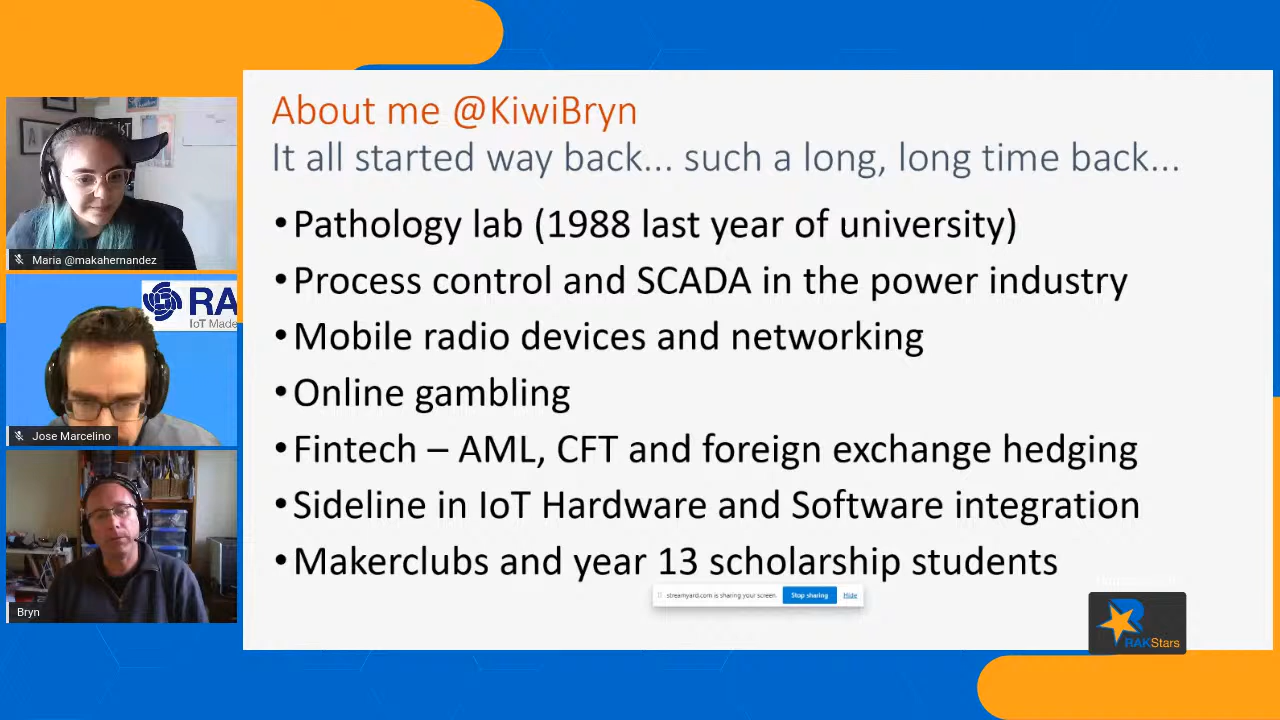 About me @KiwiBryn
It all started way back... such a long, long time back...
•Pathology lab (1988 last year of university)
•Process control and SCADA in the power industry
•Mobile radio devices and networking
•Online gambling
•Fintech – AML, CFT and foreign exchange hedging
•Sideline in IoT Hardware and Software integration
•Makerclubs and year 13 scholarship students
streamyard.com is sharing your screen. Stop sharing Hide
Maria @makahernandez
RA
IoT Made
Jose Marcelino
Bryn
RAKStars